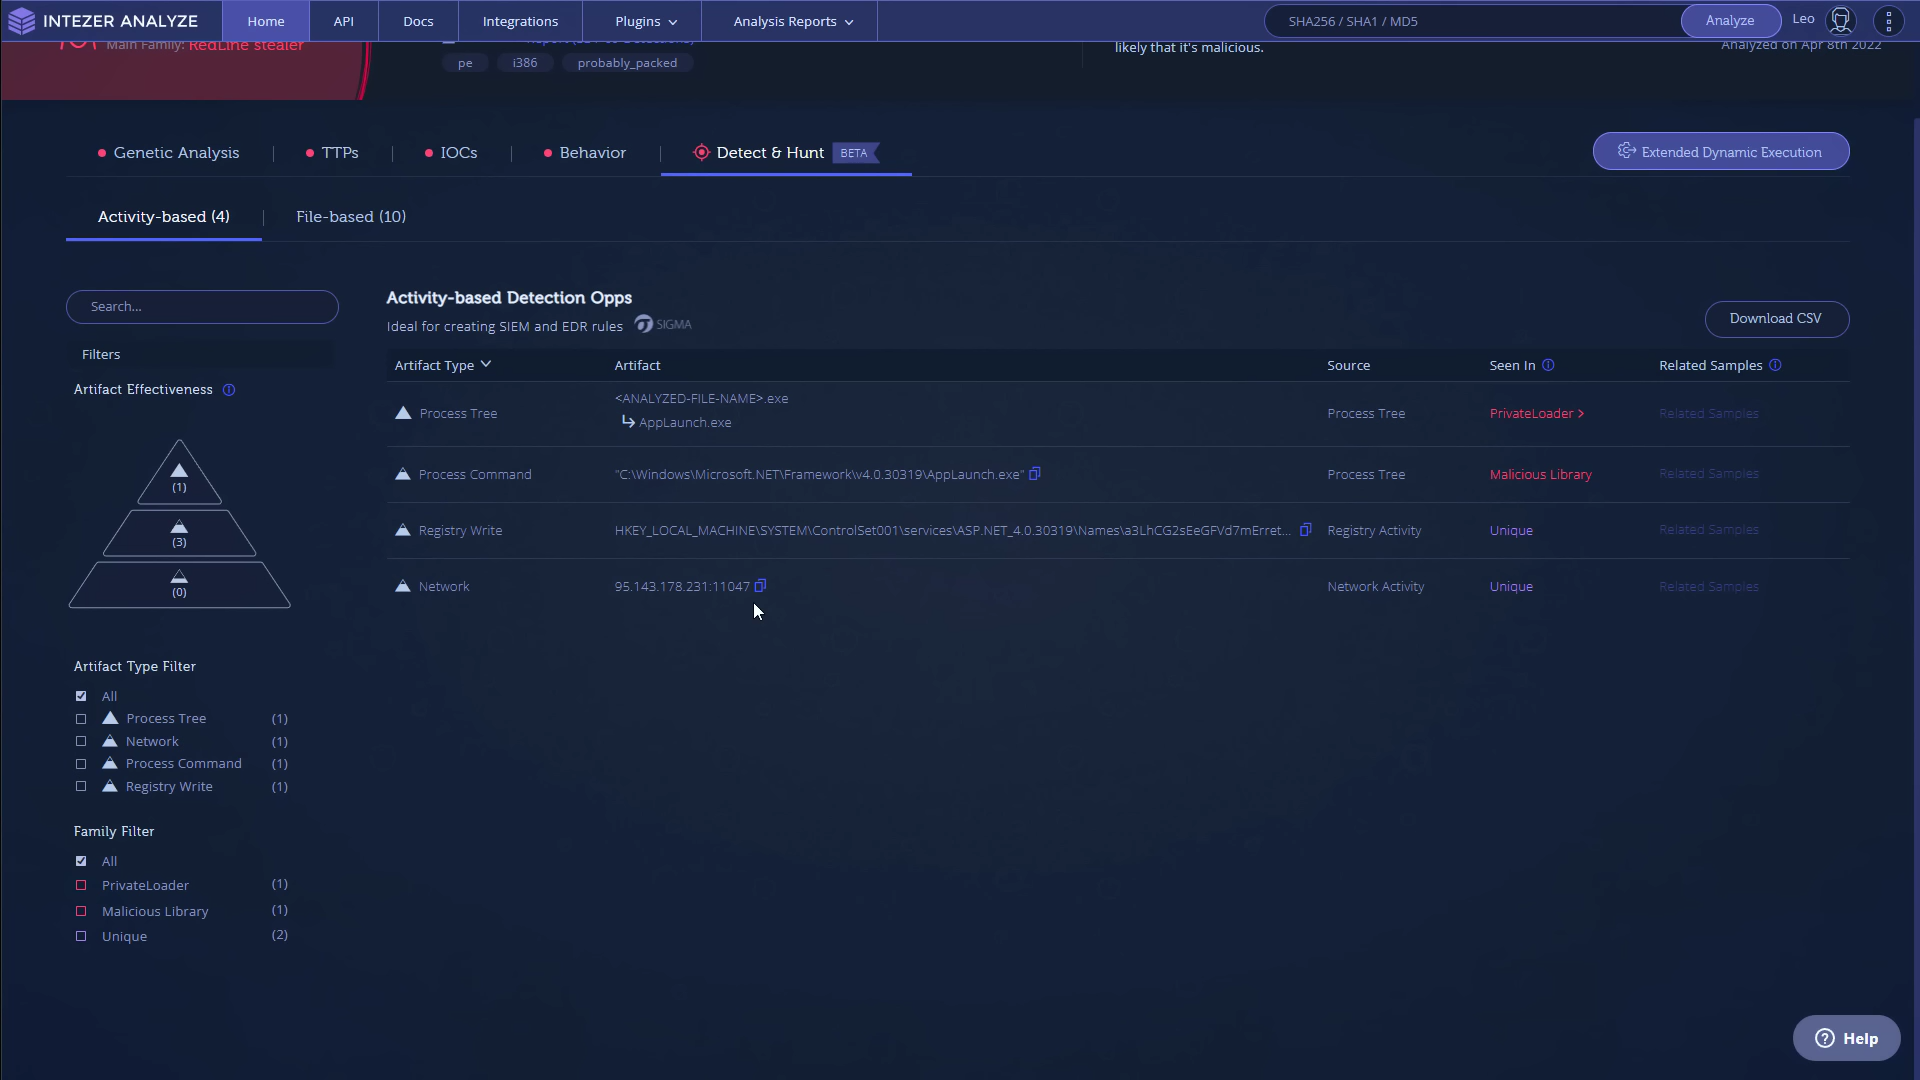 INTEZER ANALYZE
Home
API
Docs
Integrations
Plugins
Analysis Reports
SHA256 / SHA1 / MD5
Analyze
Leo
Main Family: RedLine stealer
likely that it's malicious.
Analyzed on Apr 8th 2022
pe
i386
probably_packed
Genetic Analysis
TTPs
IOCs
Behavior
Detect & Hunt
BETA
Extended Dynamic Execution
Activity-based (4)
File-based (10)
Search...
Filters
Artifact Effectiveness
(1)
(3)
(0)
Artifact Type Filter
All
Process Tree (1)
Network (1)
Process Command (1)
Registry Write (1)
Family Filter
All
PrivateLoader (1)
Malicious Library (1)
Unique (2)
Activity-based Detection Opps
Ideal for creating SIEM and EDR rules
SIGMA
Download CSV
Artifact Type Artifact Source Seen In Related Samples
Process Tree <ANALYZED-FILE-NAME>.exe Process Tree PrivateLoader > Related Samples
AppLaunch.exe
Process Command "C:\Windows\Microsoft.NET\Framework\v4.0.30319\AppLaunch.exe" Process Tree Malicious Library Related Samples
Registry Write HKEY_LOCAL_MACHINE\SYSTEM\ControlSet001\services\ASP.NET_4.0.30319\Names\a3LhCG2sEeGFVd7mErret... Registry Activity Unique Related Samples
Network 95.143.178.231:11047 Network Activity Unique Related Samples
Help